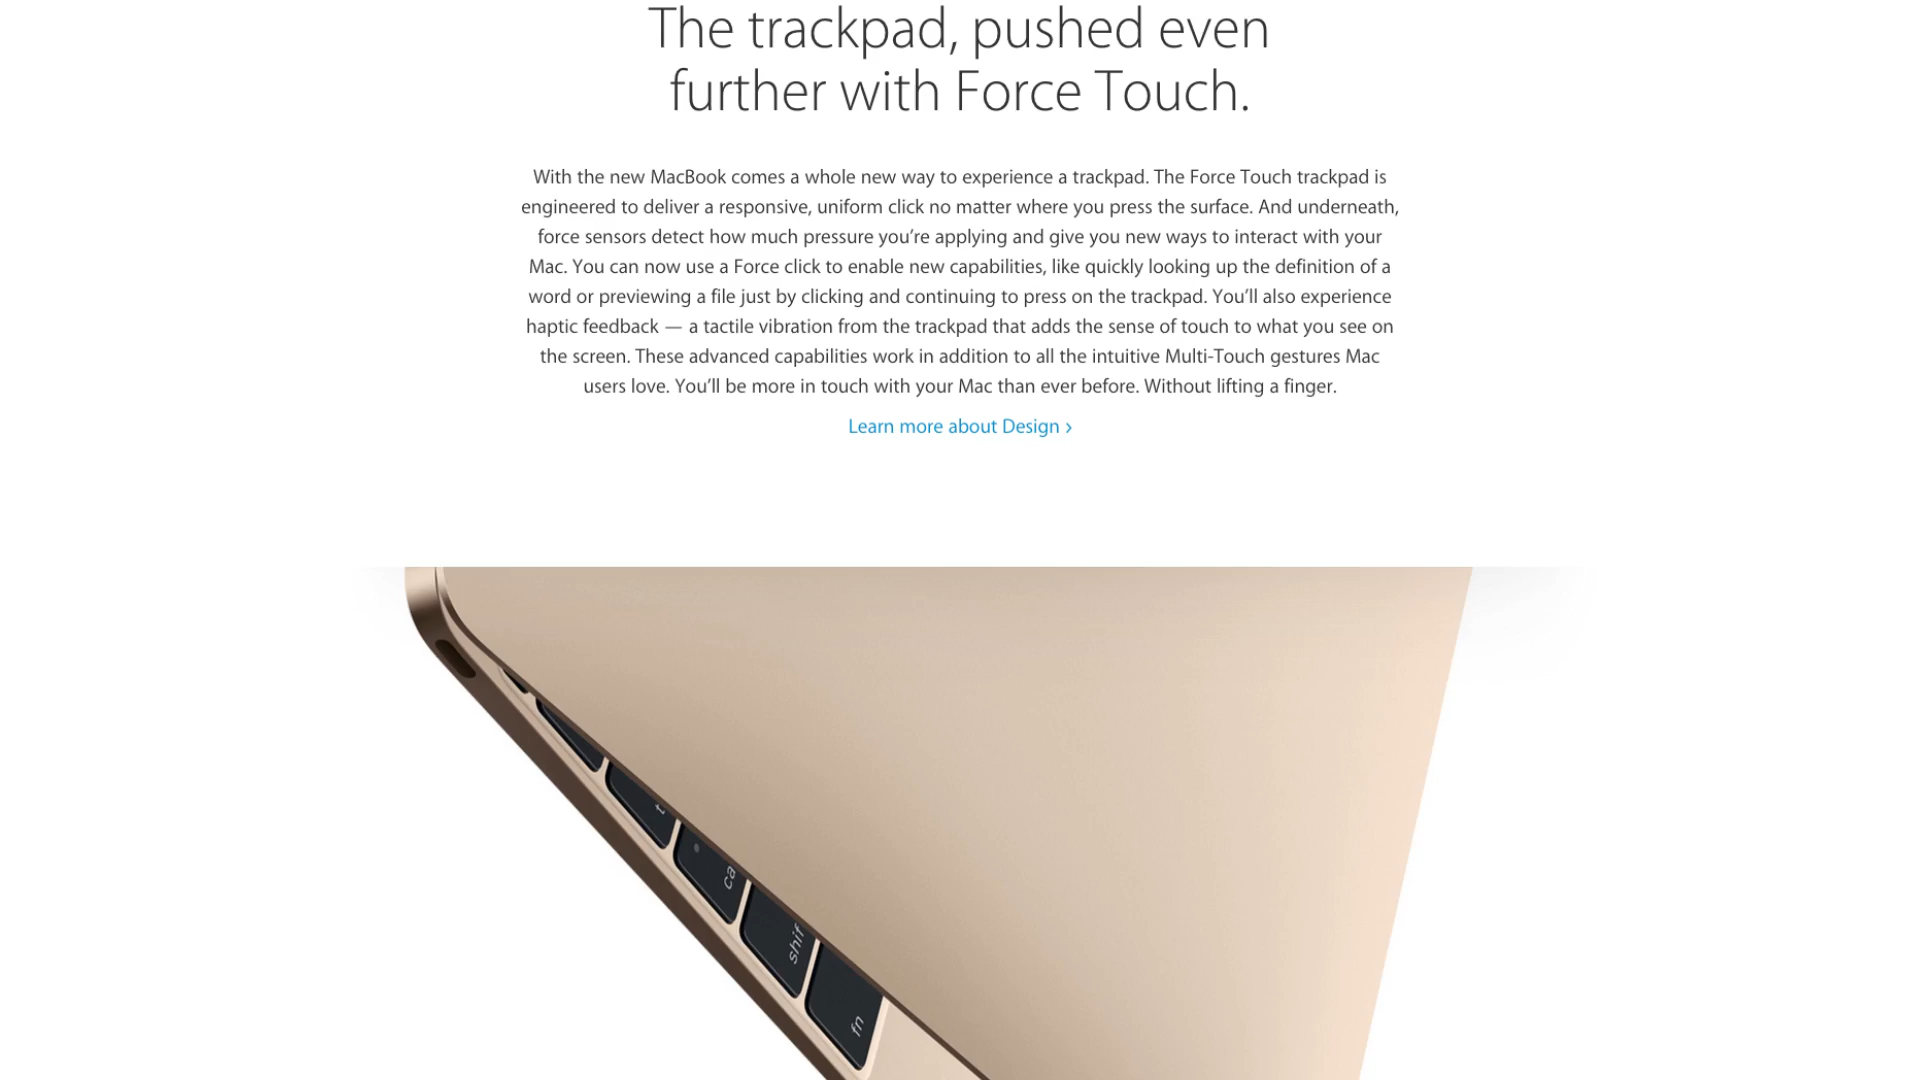 The trackpad, pushed even
further with Force Touch.
With the new MacBook comes a whole new way to experience a trackpad. The Force Touch trackpad is
engineered to deliver a responsive, uniform click no matter where you press the surface. And underneath,
force sensors detect how much pressure you’re applying and give you new ways to interact with your
Mac. You can now use a Force click to enable new capabilities, like quickly looking up the definition of a
word or previewing a file just by clicking and continuing to press on the trackpad. You’ll also experience
haptic feedback — a tactile vibration from the trackpad that adds the sense of touch to what you see on
the screen. These advanced capabilities work in addition to all the intuitive Multi-Touch gestures Mac
users love. You’ll be more in touch with your Mac than ever before. Without lifting a finger.
Learn more about Design ›
t
ca
shif
fn